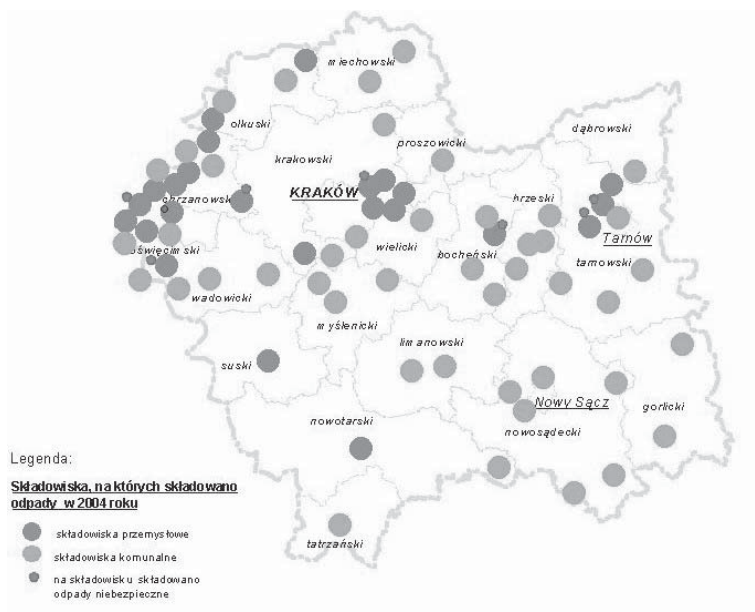 miechowski
olkuski
proszowicki
dąbrowski
krakowski
KRAKÓW
chrzanowsk
brzeski
Tarnów
oświęcimski
wielicki
bocheński
tarnowski
wadowicki
myślenicki
limanowski
suski
Nowy Sącz
gorlicki
nowosądecki
nowotarski
tatrzański
Legenda:
Składowiska, na których składowano
odpady w 2004 roku
składowiska przemysłowe
składowiska komunalne
na składowisku składowano
odpady niebezpieczne